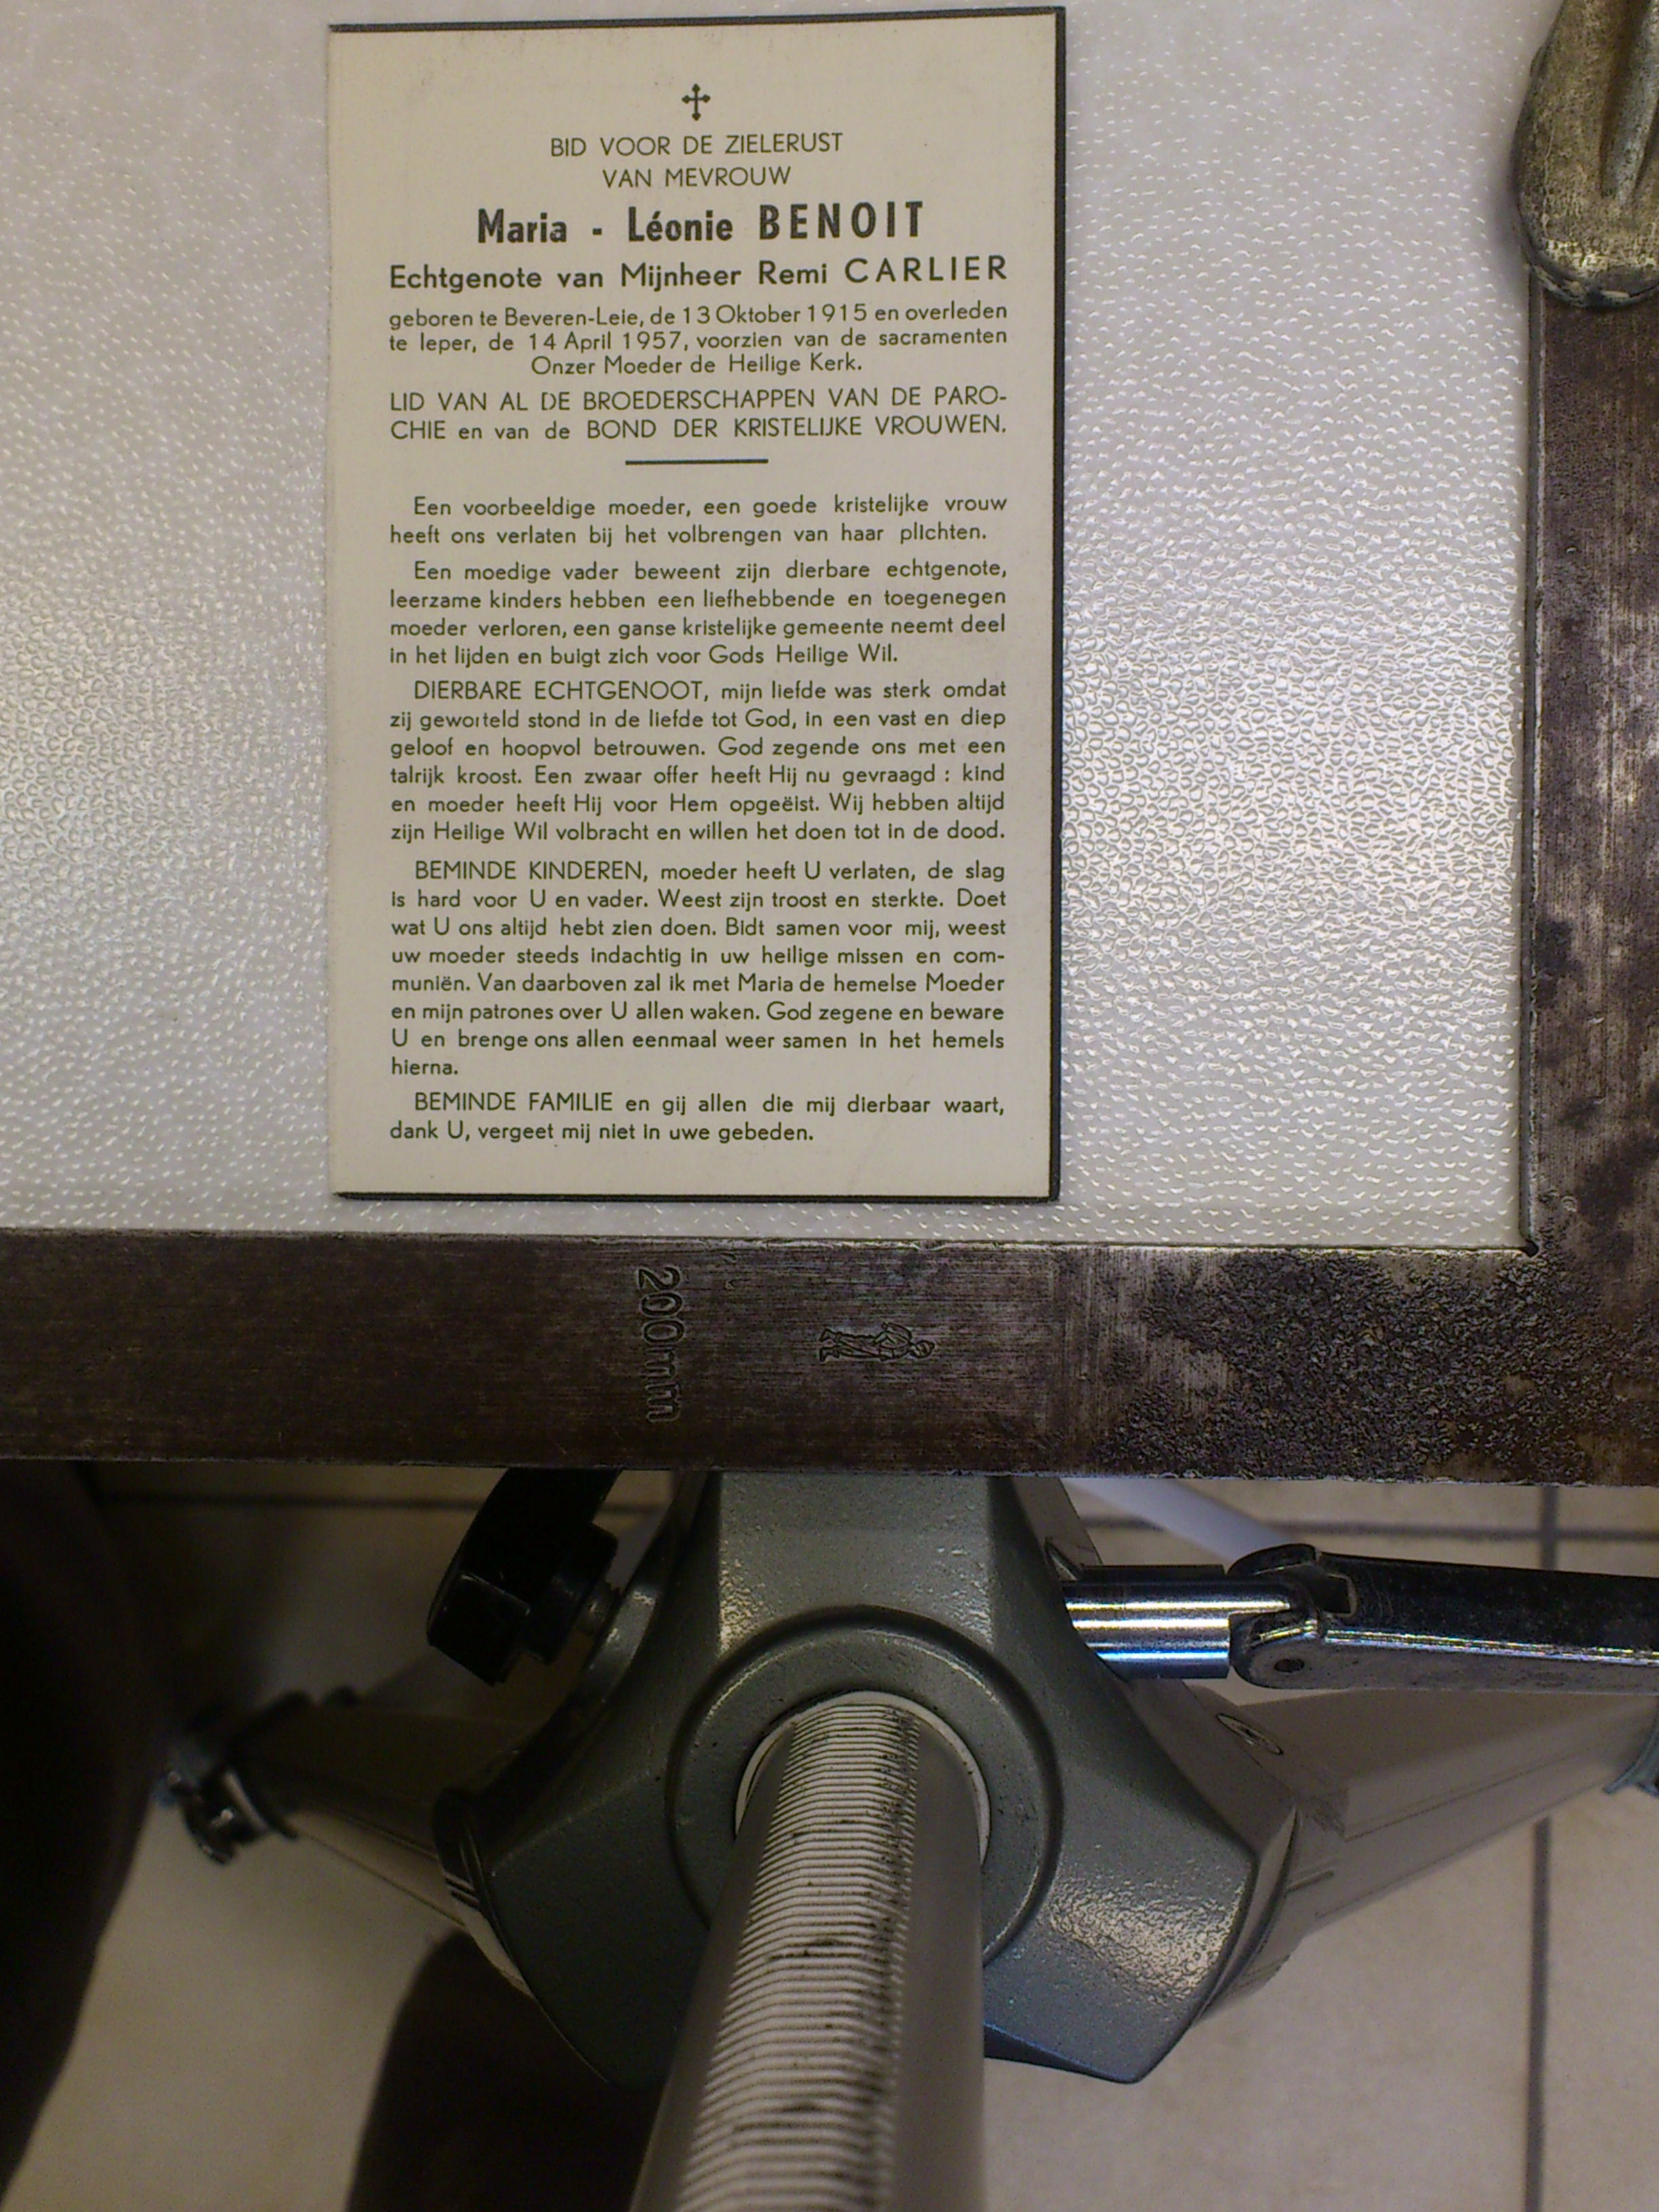 BID VOOR DE ZIELERUST
VAN MEVROUW
Maria - Léonie BENOIT
Echtgenote van Mijnheer Remi CARLIER
geboren te Beveren-Leie, de 13 Oktober 1915 en overleden
te Ieper, de 14 April 1957, voorzien van de sacramenten
Onzer Moeder de Heilige Kerk.
LID VAN AL DE BROEDERSCHAPPEN VAN DE PARO-
CHIE en van de BOND DER KRISTELIJKE VROUWEN.
Een voorbeeldige moeder, een goede kristelijke vrouw
heeft ons verlaten bij het volbrengen van haar plichten.
Een moedige vader beweent zijn dierbare echtgenote,
leerzame kinders hebben een liefhebbende en toegenegen
moeder verloren, een ganse kristelijke gemeente neemt deel
in het lijden en buigt zich voor Gods Heilige Wil.
DIERBARE ECHTGENOOT, mijn liefde was sterk omdat
zij geworteld stond in de liefde tot God, in een vast en diep
geloof en hoopvol betrouwen. God zegende ons met een
talrijk kroost. Een zwaar offer heeft Hij nu gevraagd : kind
en moeder heeft Hij voor Hem opgeëist. Wij hebben altijd
zijn Heilige Wil volbracht en willen het doen tot in de dood.
BEMINDE KINDEREN, moeder heeft U verlaten, de slag
is hard voor U en vader. Weest zijn troost en sterkte. Doet
wat U ons altijd hebt zien doen. Bidt samen voor mij, weest
uw moeder steeds indachtig in uw heilige missen en com-
muniën. Van daarboven zal ik met Maria de hemelse Moeder
en mijn patrones over U allen waken. God zegene en beware
U en brenge ons allen eenmaal weer samen in het hemels
hierna.
BEMINDE FAMILIE en gij allen die mij dierbaar waart,
dank U, vergeet mij niet in uwe gebeden.
200mm